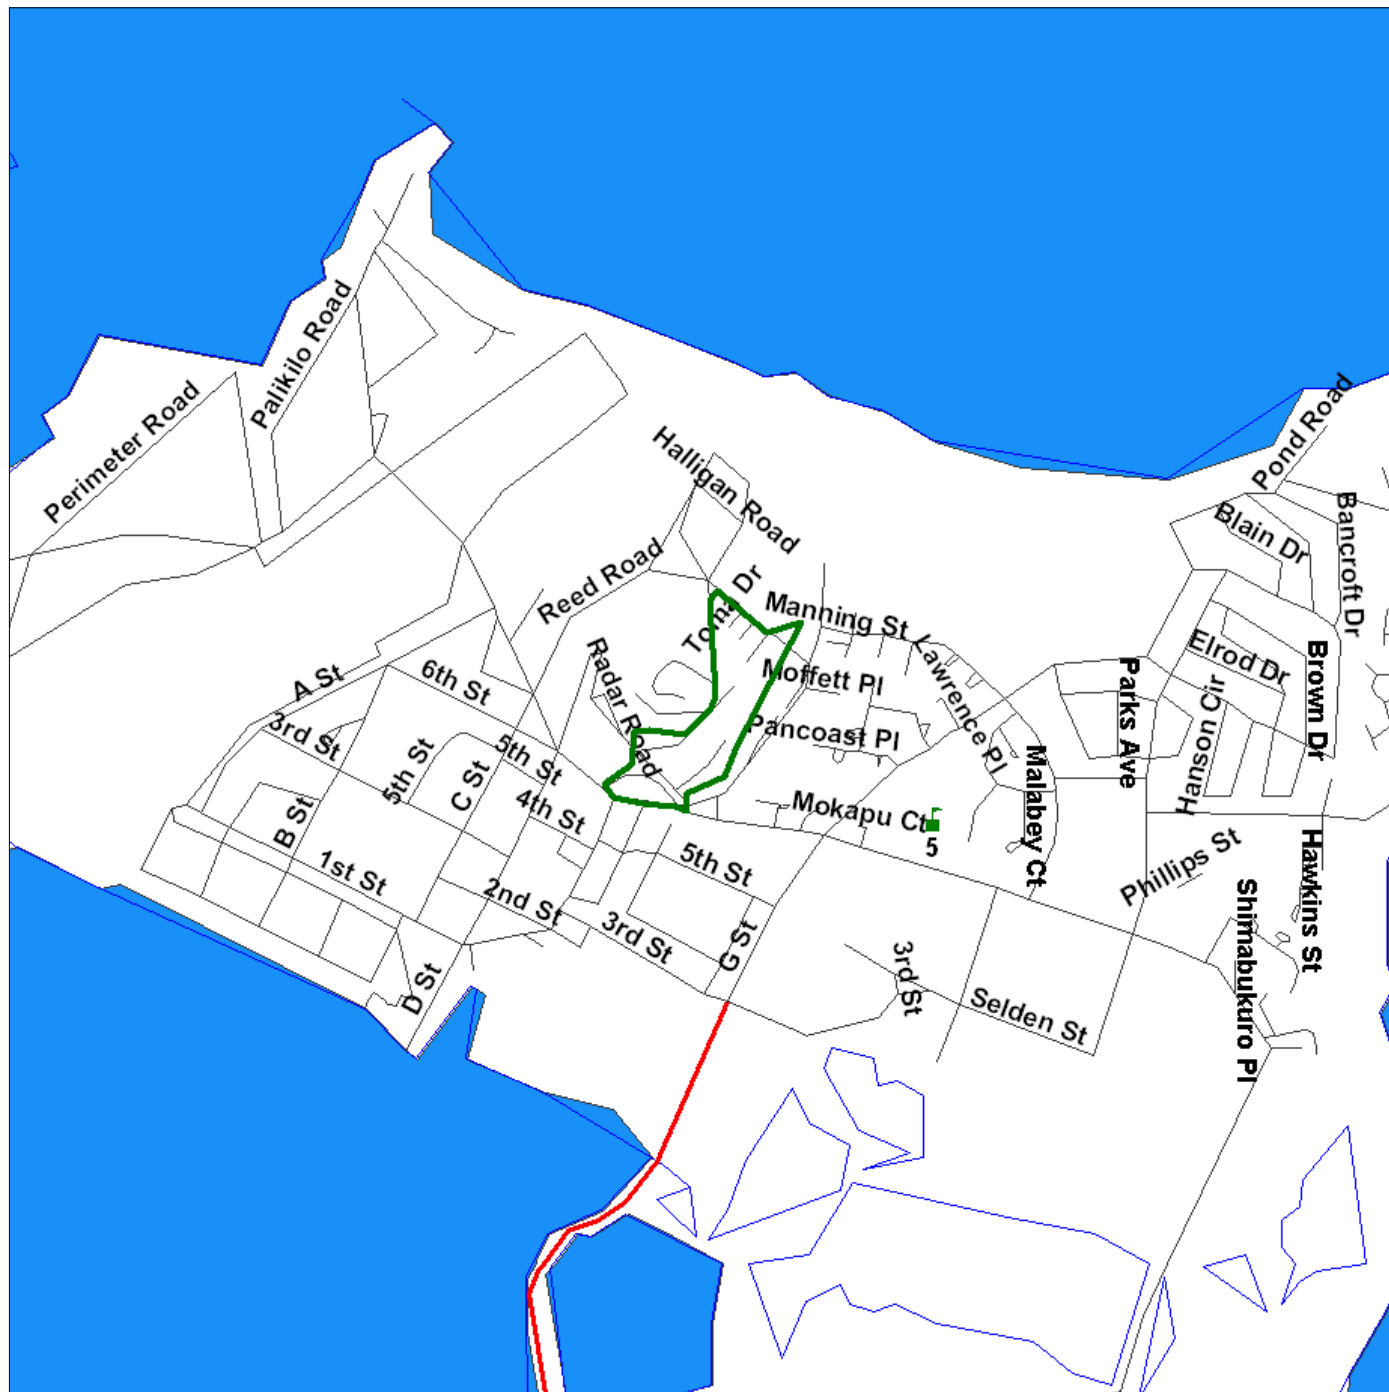 Palikilo Road
Perimeter Road
Pond Road
Halligan Road
Bancroft Dr
Blain Dr
Reed Road
Toma Dr
Manning St
Lawrence Pl
Elrod Dr
Brown Dr
Radar Road
Moffett Pl
Parks Ave
A St
6th St
Hanson Cir
3rd St
5th St
5th St
Pancoast Pl
C St
Malabey Ct
B St
4th St
Mokapu Ct
5
Hawkins St
1st St
5th St
Phillips St
2nd St
3rd St
G St
Shimabukuro Pl
D St
3rd St
Selden St